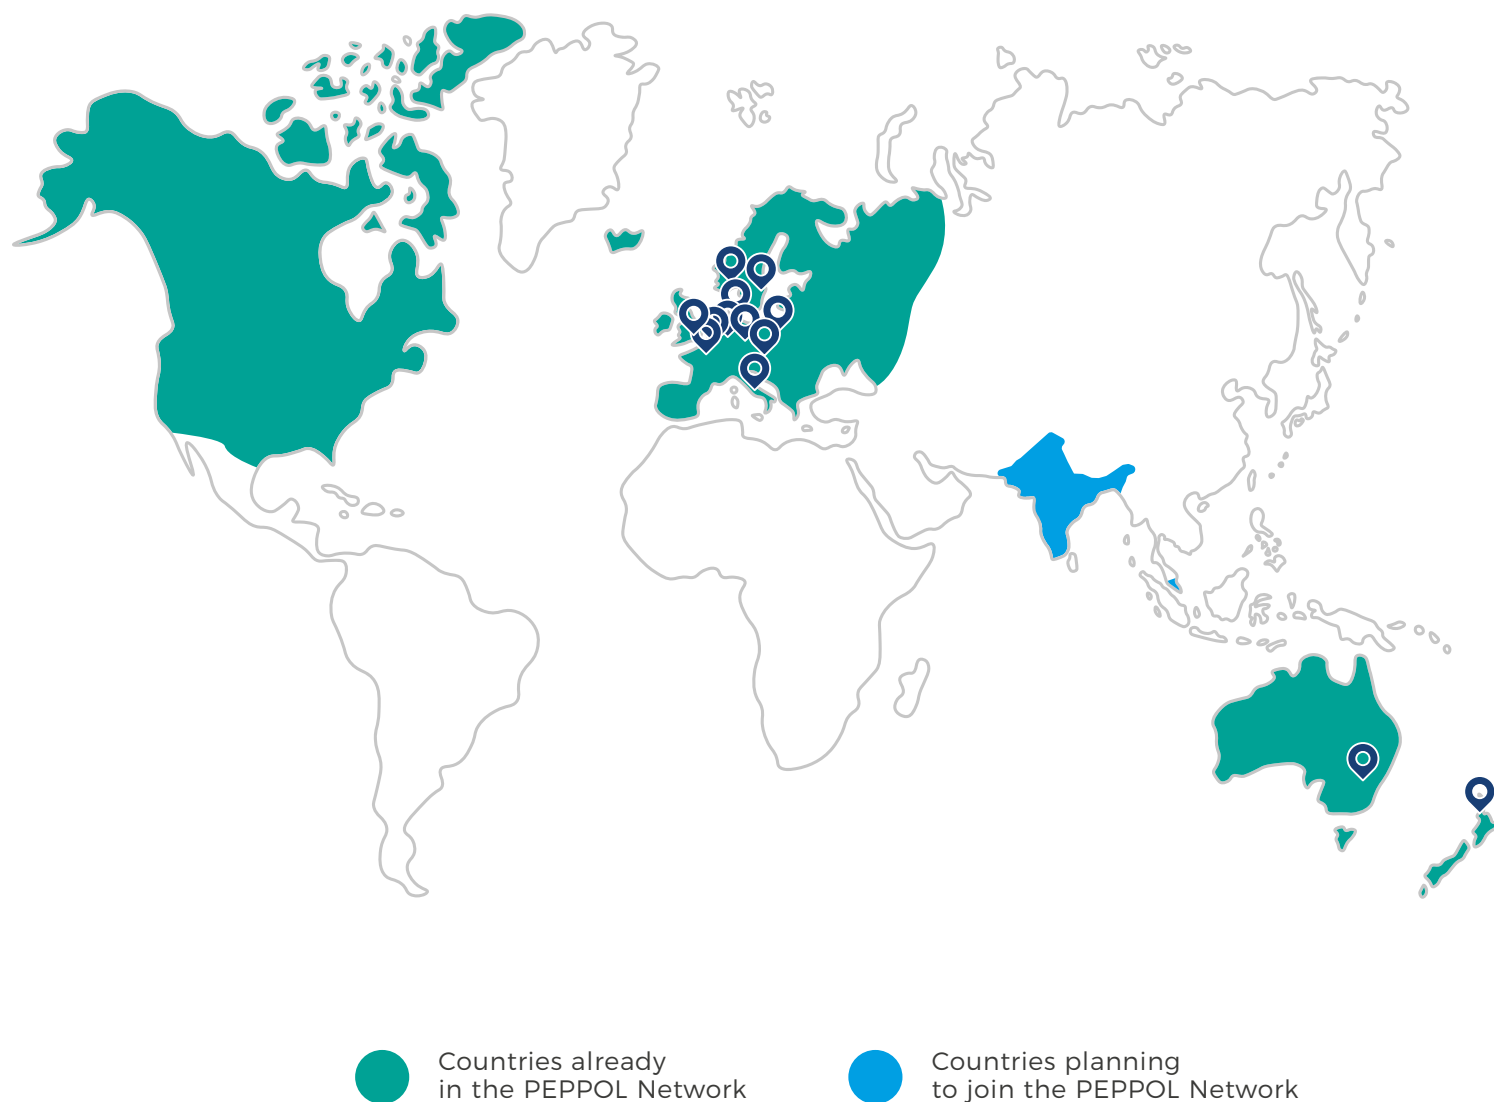 Countries already
in the PEPPOL Network
Countries planning
to join the PEPPOL Network